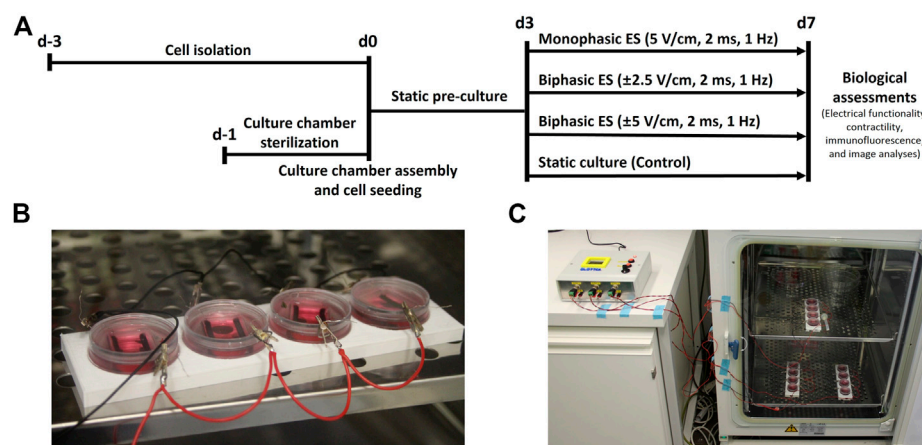 A
d-3
d0
d3
d7
Cell isolation
Monophasic ES (5 V/cm, 2 ms, 1 Hz)
Biphasic ES (±2.5 V/cm, 2 ms, 1 Hz)
Static pre-culture
Biological
assessments
(Electrical functionality
contractility,
immunofluorescence,
and image analyses)
d-1
Culture chamber
sterilization
Biphasic ES (±5 V/cm, 2 ms, 1 Hz)
Culture chamber assembly
and cell seeding
Static culture (Control)
B
C